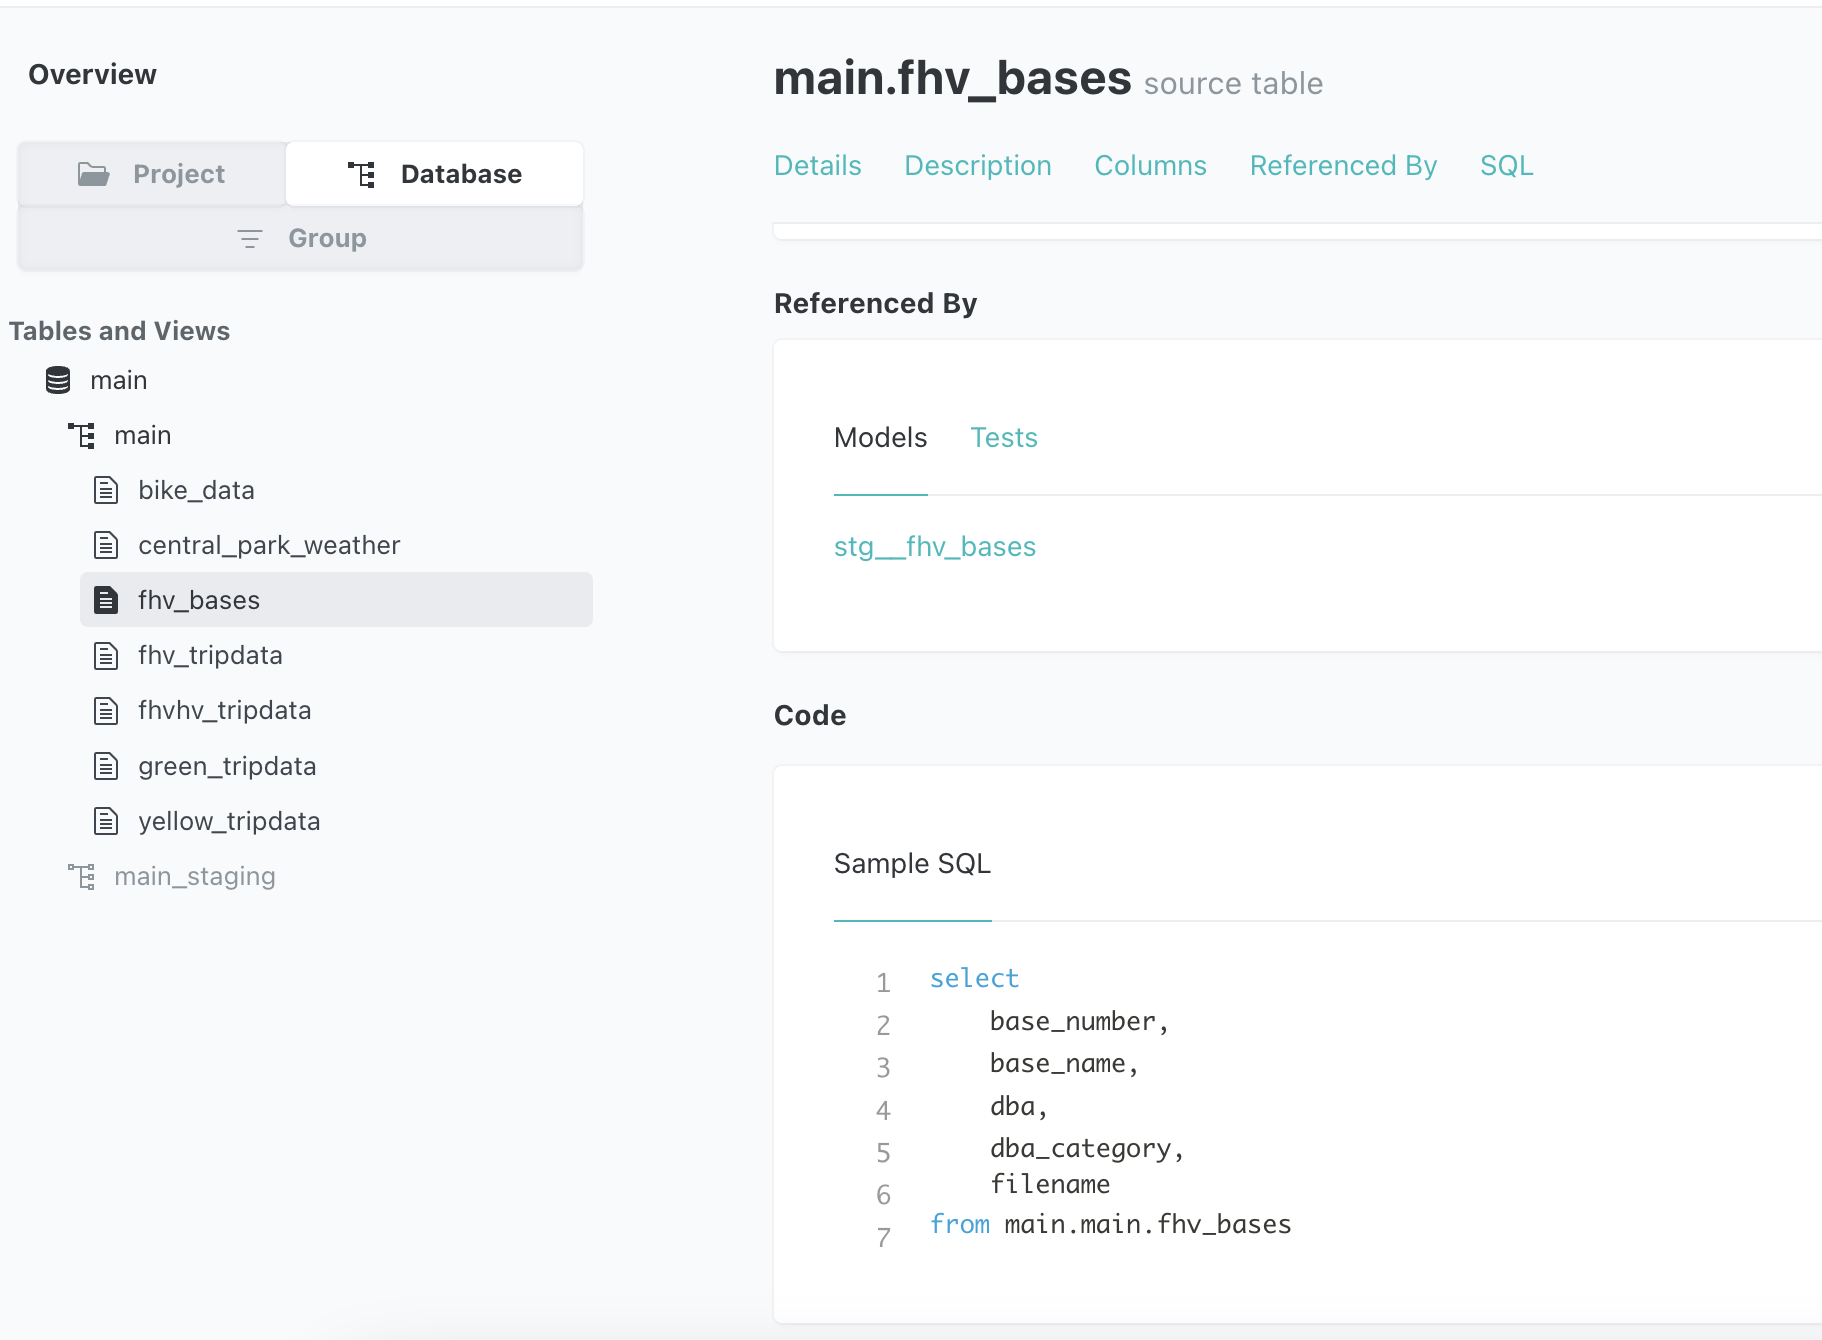 Overview
Project
Database
Group
Tables and Views
main
main
bike_data
central_park_weather
fhv_bases
fhv_tripdata
fhvhv_tripdata
green_tripdata
yellow_tripdata
main_staging
main.fhv_bases source table
Details Description Columns Referenced By SQL
Referenced By
Models Tests
stg__fhv_bases
Code
Sample SQL
1 select
2 base_number,
3 base_name,
4 dba,
5 dba_category,
6 filename
7 from main.main.fhv_bases